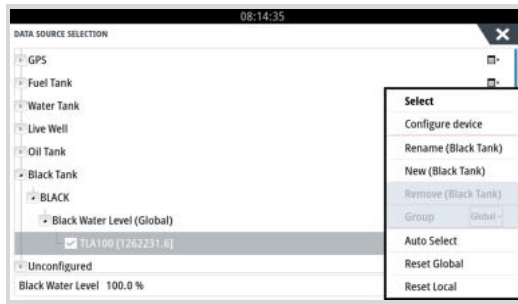 08:14:35
DATA SOURCE SELECTION
GPS
Fuel Tank
Water Tank
Live Well
Oil Tank
Black Tank
BLACK
Black Water Level (Global)
TLA100 [1262231.6]
Unconfigured
Black Water Level 100.0 %
Select
Configure device
Rename (Black Tank)
New (Black Tank)
Remove (Black Tank)
Group Global
Auto Select
Reset Global
Reset Local